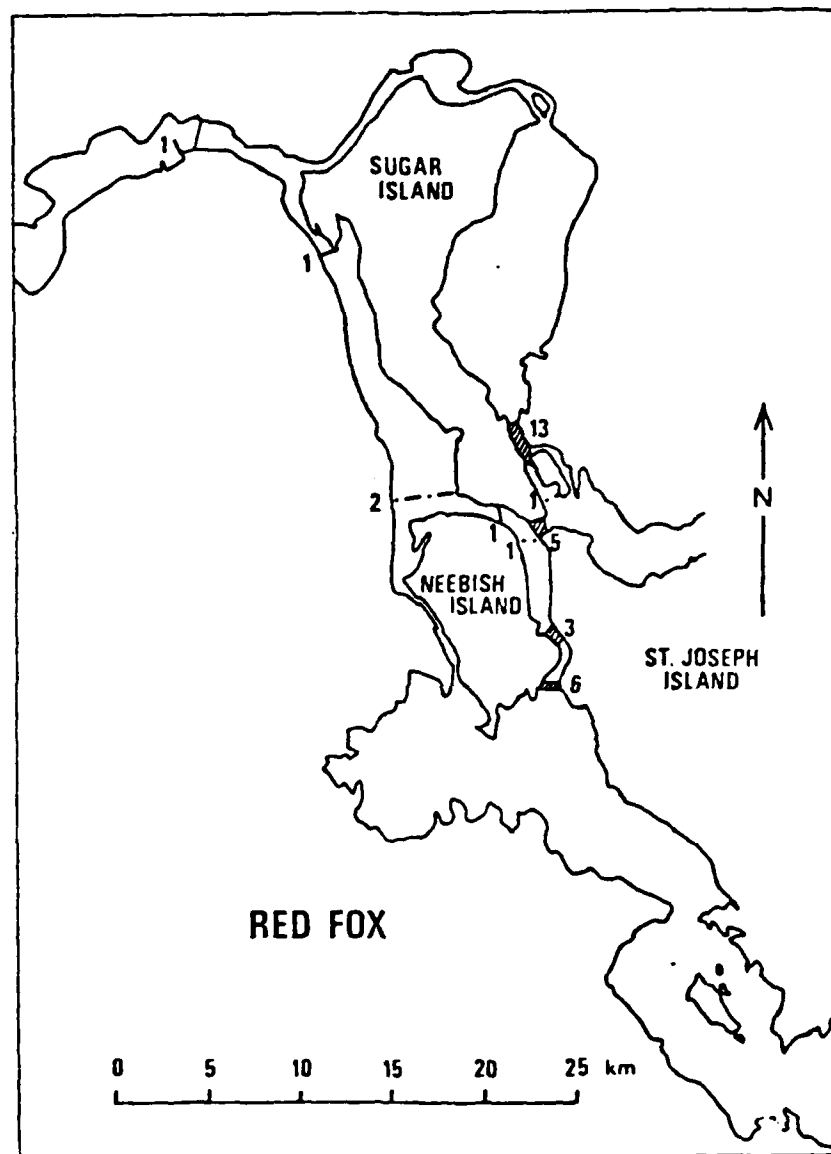 1
SUGAR
ISLAND
1
13
N
2
1
1
1
5
NEEBISH
ISLAND
3
ST. JOSEPH
ISLAND
6
RED FOX
0 5 10 15 20 25 km